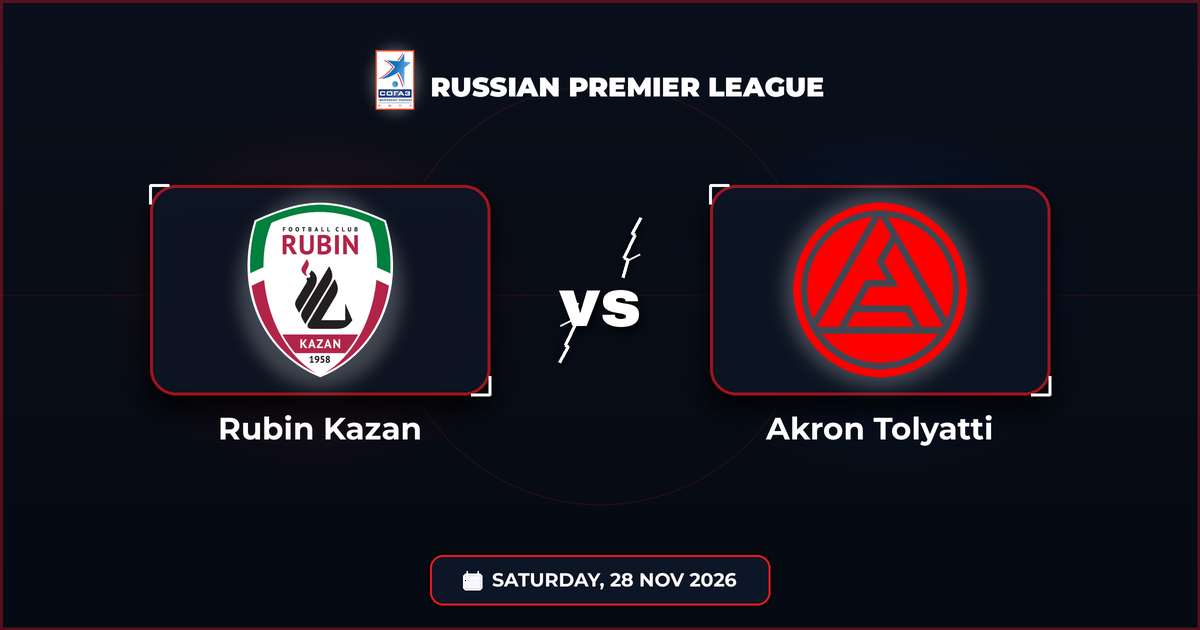 СОГАЗ
RUSSIAN PREMIER LEAGUE
FOOTBALL CLUB
RUBIN
KAZAN
1958
VS
Rubin Kazan
Akron Tolyatti
SATURDAY, 28 NOV 2026